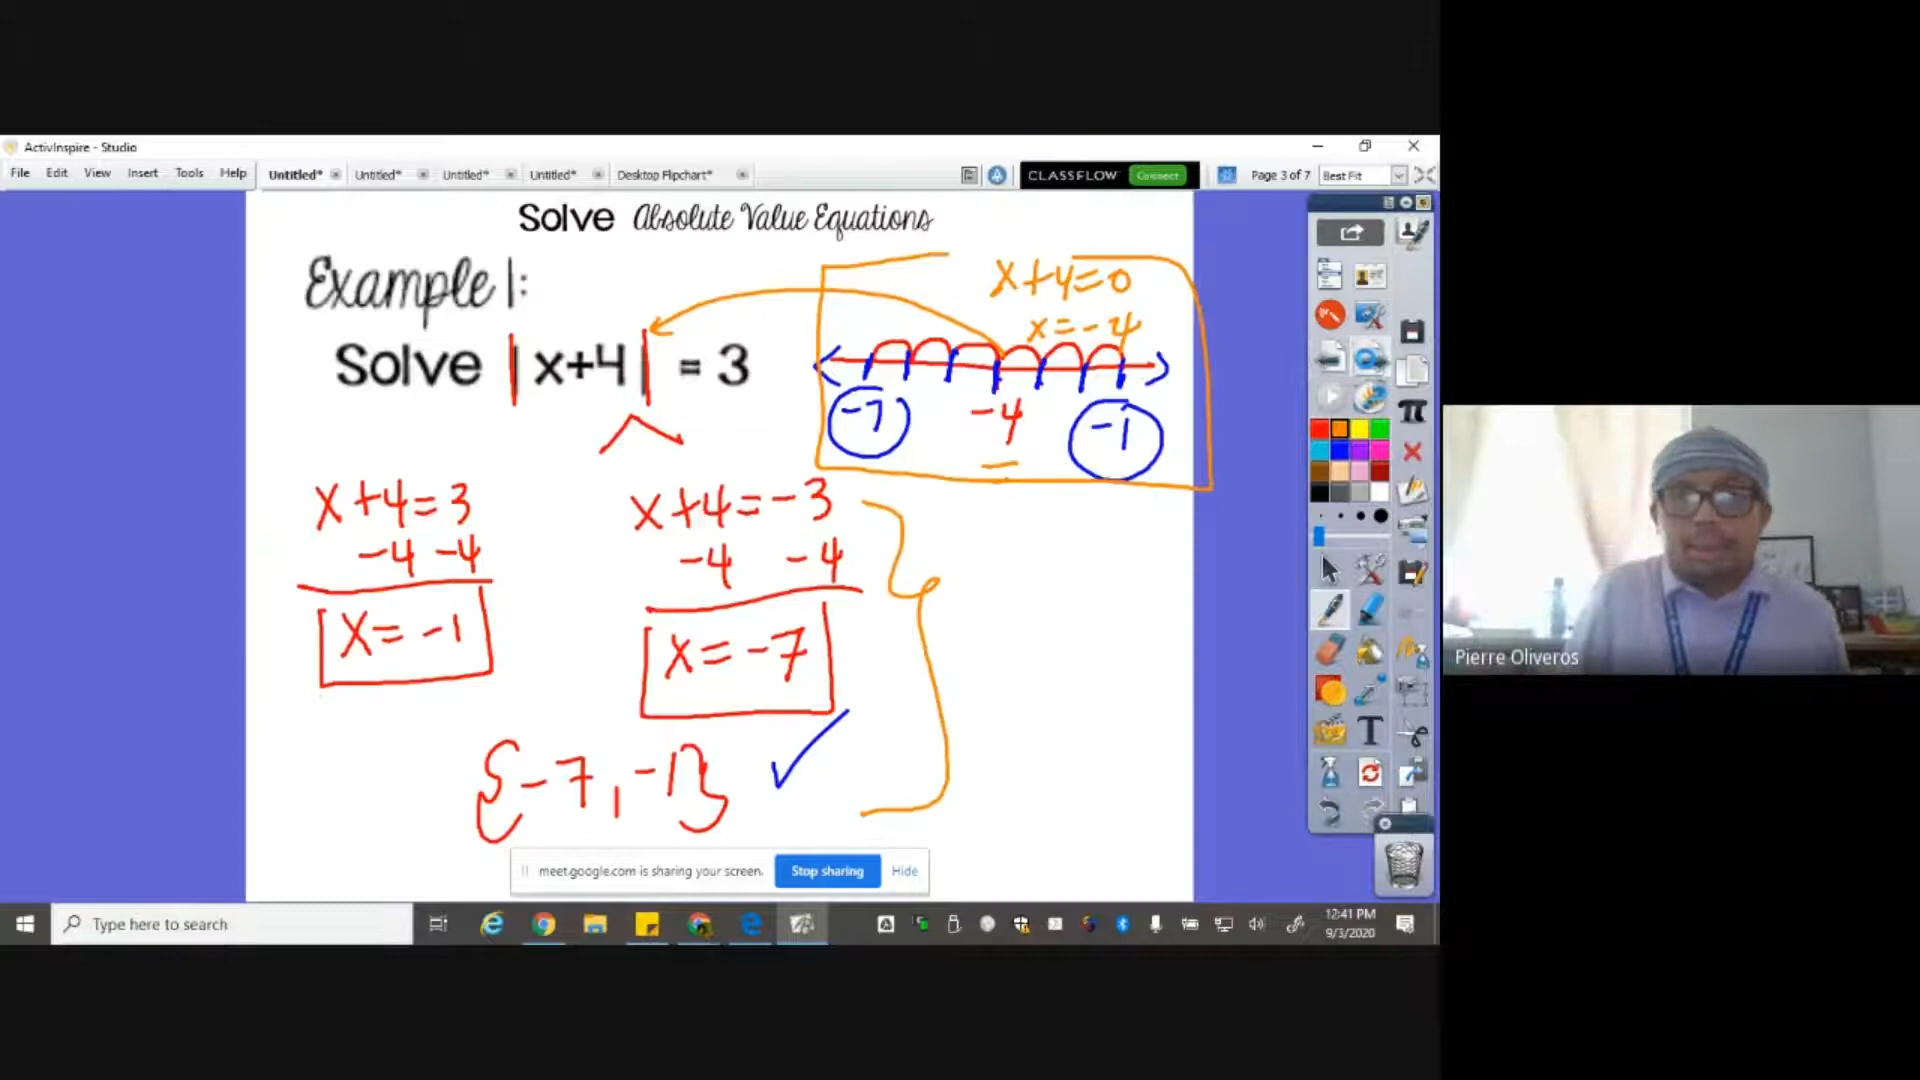 ActivInspire - Studio
File Edit View Insert Tools Help
Untitled* Untitled* Untitled* Untitled* Desktop Flipchart*
CLASSFLOW Connect
Page 3 of 7 Best Fit
Solve Absolute Value Equations
Example 1:
x+4=0
x=-4
Solve |x+4| = 3
-7 -4 -1
x+4=3
-4 -4
x=-1
x+4=-3
-4 -4
x=-7
{-7,-1}
meet.google.com is sharing your screen. Stop sharing Hide
Type here to search
12:41 PM
9/3/2020
Pierre Oliveros